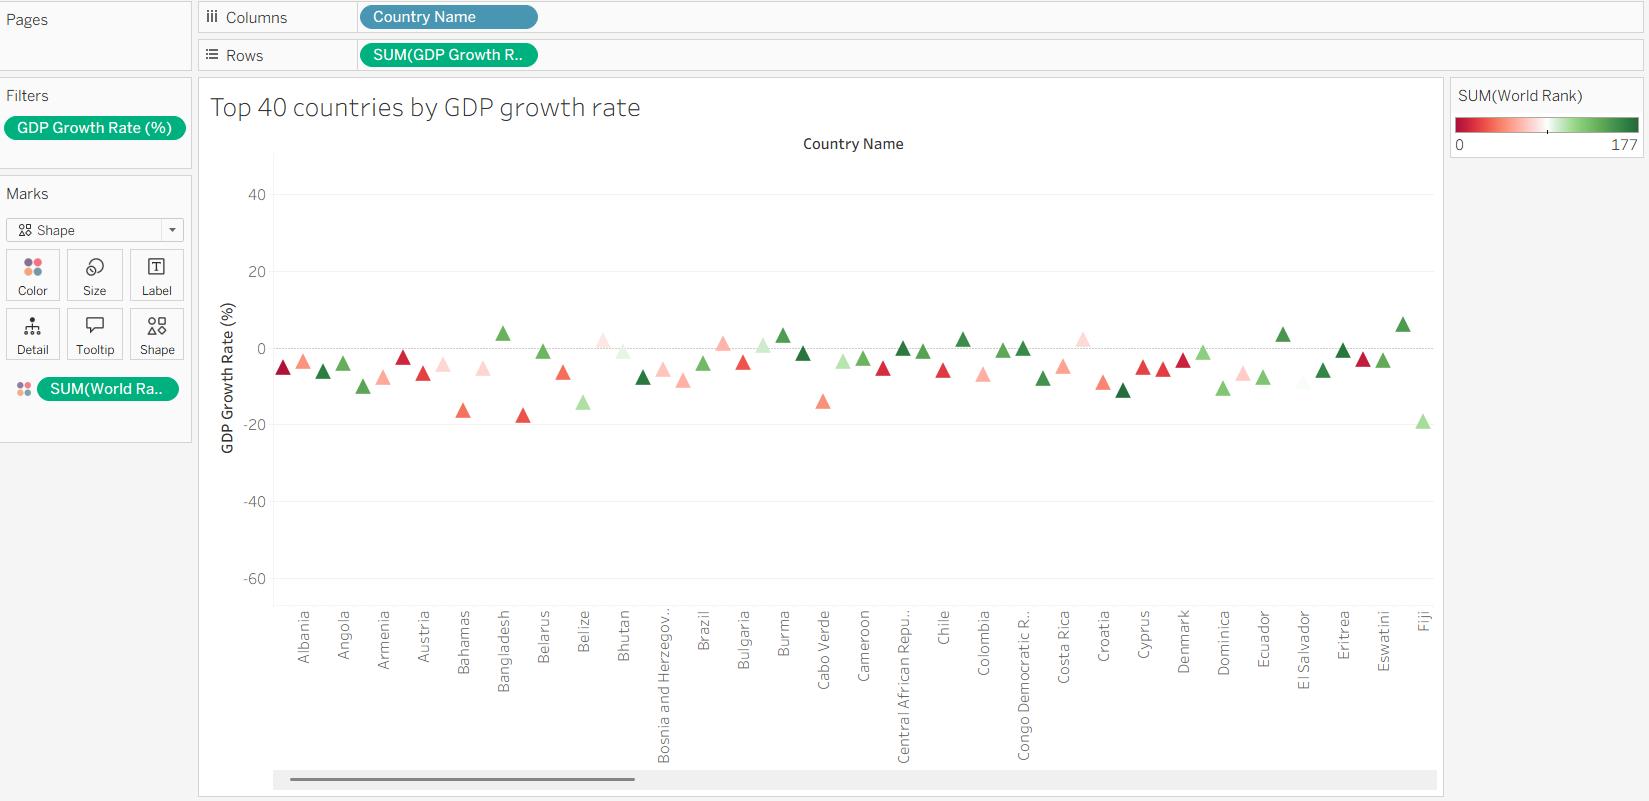 Pages
Columns
Country Name
Rows
SUM(GDP Growth R..
Filters
GDP Growth Rate (%)
Marks
Shape
Color
Size
Label
Detail
Tooltip
Shape
SUM(World Ra..
Top 40 countries by GDP growth rate
Country Name
GDP Growth Rate (%)
40
20
0
-20
-40
-60
Albania
Angola
Armenia
Austria
Bahamas
Bangladesh
Belarus
Belize
Bhutan
Bosnia and Herzegov..
Brazil
Bulgaria
Burma
Cabo Verde
Cameroon
Central African Repu..
Chile
Colombia
Congo Democratic R..
Costa Rica
Croatia
Cyprus
Denmark
Dominica
Ecuador
El Salvador
Eritrea
Eswatini
Fiji
SUM(World Rank)
0
177